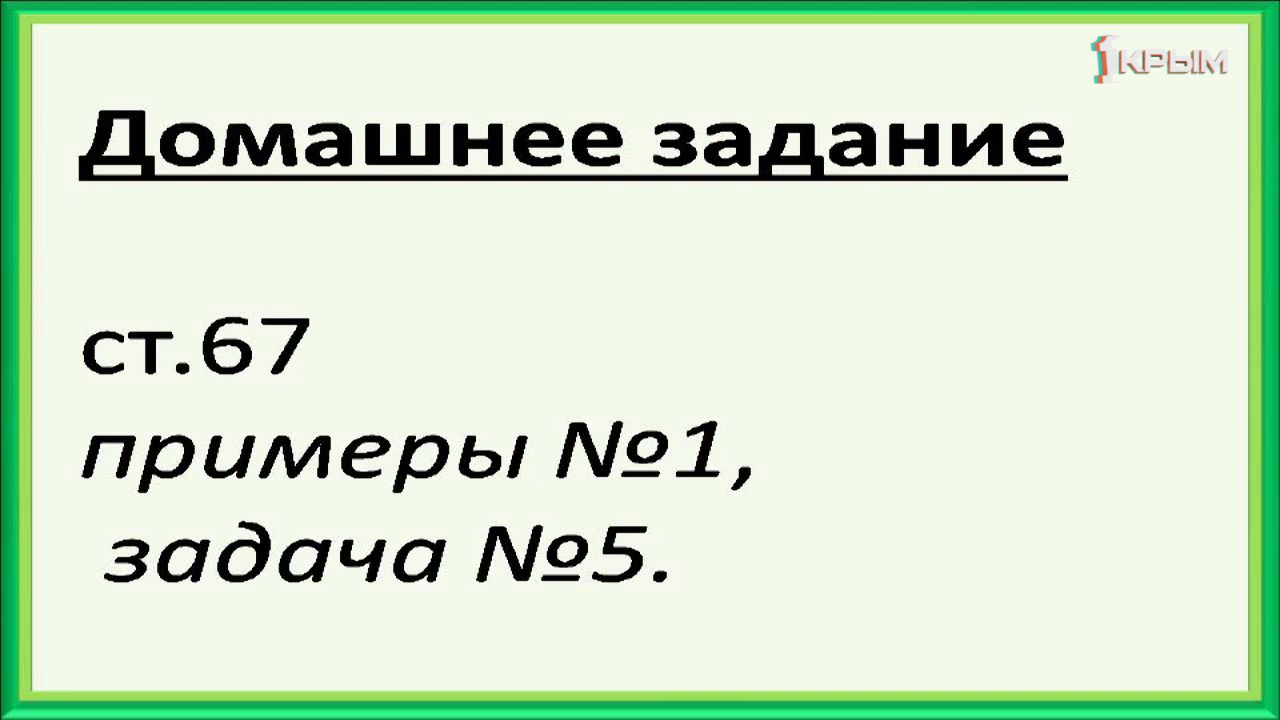 1КРЫМ
Домашнее задание
ст.67
примеры №1,
задача №5.